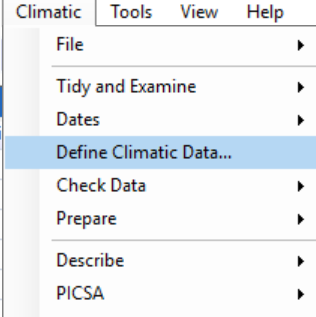 Climatic Tools View Help
File
Tidy and Examine
Dates
Define Climatic Data...
Check Data
Prepare
Describe
PICSA